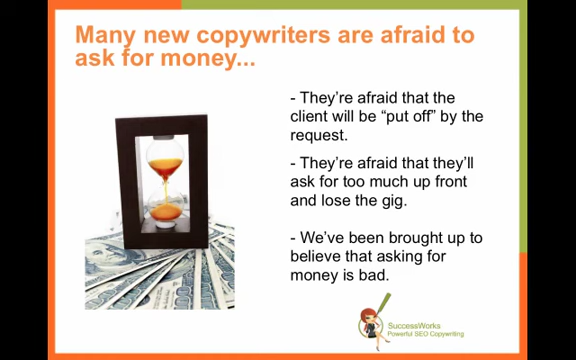 Many new copywriters are afraid to
ask for money...
- They're afraid that the
client will be “put off” by the
request.
- They're afraid that they'll
ask for too much up front
and lose the gig.
- We've been brought up to
believe that asking for
money is bad.
SuccessWorks
Powerful SEO Copywriting